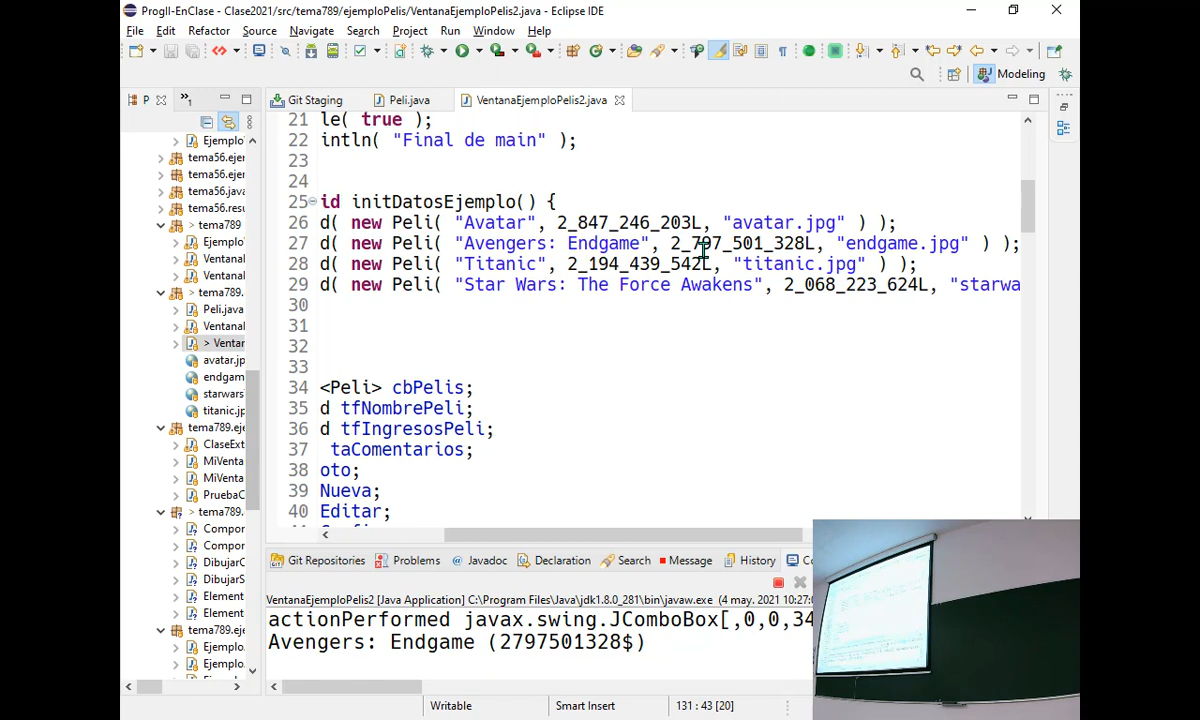 ProgII-EnClase - Clase2021/src/tema789/ejemploPelis/VentanaEjemploPelis2.java - Eclipse IDE
File Edit Refactor Source Navigate Search Project Run Window Help
Modeling
P
Git Staging
Peli.java
VentanaEjemploPelis2.java
Ejemplo
tema56.ejer
tema56.ejer
tema56.java
tema56.resu
> tema789
Ejemplo
Ventanal
Ventanal
> tema789.
Peli.java
Ventanal
> Ventar
avatar.jp
endgam
starwars
titanic.jp
tema789.eje
ClaseExt
MiVenta
MiVenta
PruebaC
> tema789.
Compor
Compor
DibujarC
DibujarS
Element
Element
tema789.eje
Ejemplo
Ejemplo
21 le( true );
22 intln( "Final de main" );
23
24
25 id initDatosEjemplo() {
26 d( new Peli( "Avatar", 2_847_246_203L, "avatar.jpg" ) );
27 d( new Peli( "Avengers: Endgame", 2_797_501_328L, "endgame.jpg" ) );
28 d( new Peli( "Titanic", 2_194_439_542L, "titanic.jpg" ) );
29 d( new Peli( "Star Wars: The Force Awakens", 2_068_223_624L, "starwa
30
31
32
33
34 <Peli> cbPelis;
35 d tfNombrePeli;
36 d tfIngresosPeli;
37 taComentarios;
38 oto;
39 Nueva;
40 Editar;
Git Repositories
Problems
@ Javadoc
Declaration
Search
Message
History
Co
VentanaEjemploPelis2 [Java Application] C:\Program Files\Java\jdk1.8.0_281\bin\javaw.exe (4 may. 2021 10:27:0
actionPerformed javax.swing.JComboBox[,0,0,34
Avengers: Endgame (2797501328$)
Writable
Smart Insert
131 : 43 [20]